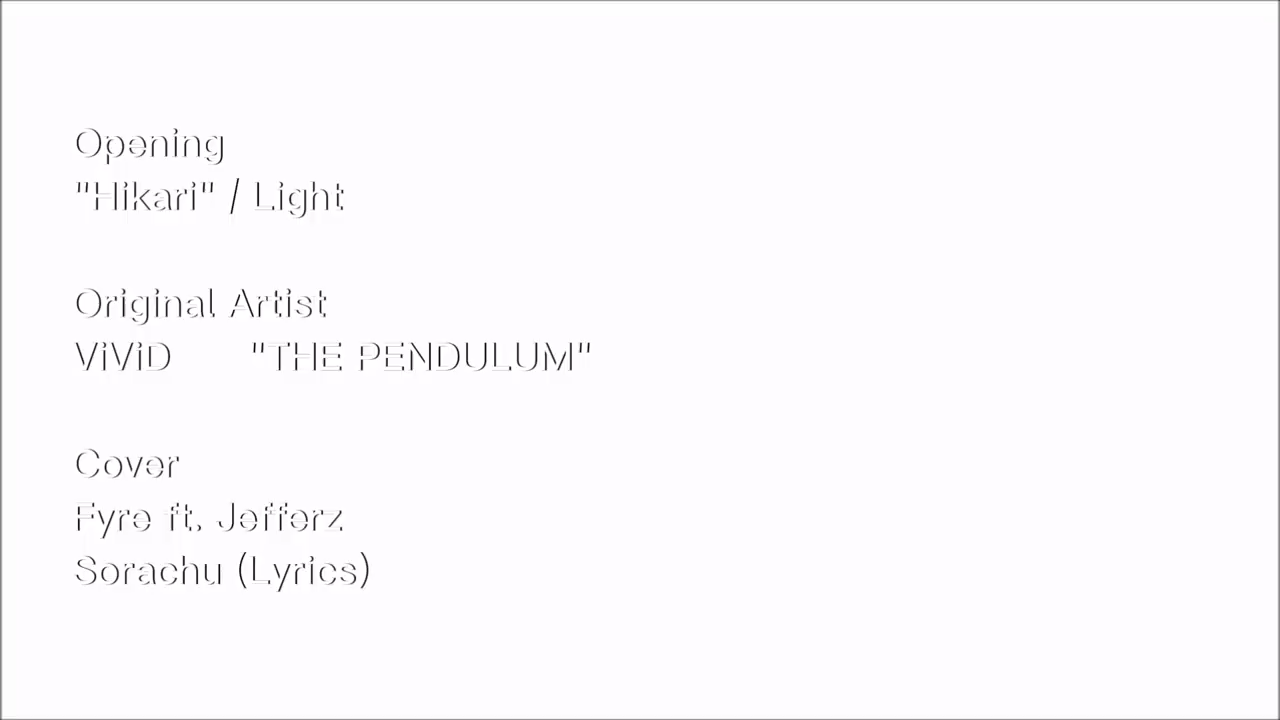 Opening
"Hikari" / Light
Original Artist
ViViD "THE PENDULUM"
Cover
Fyre ft. Jefferz
Sorachu (Lyrics)